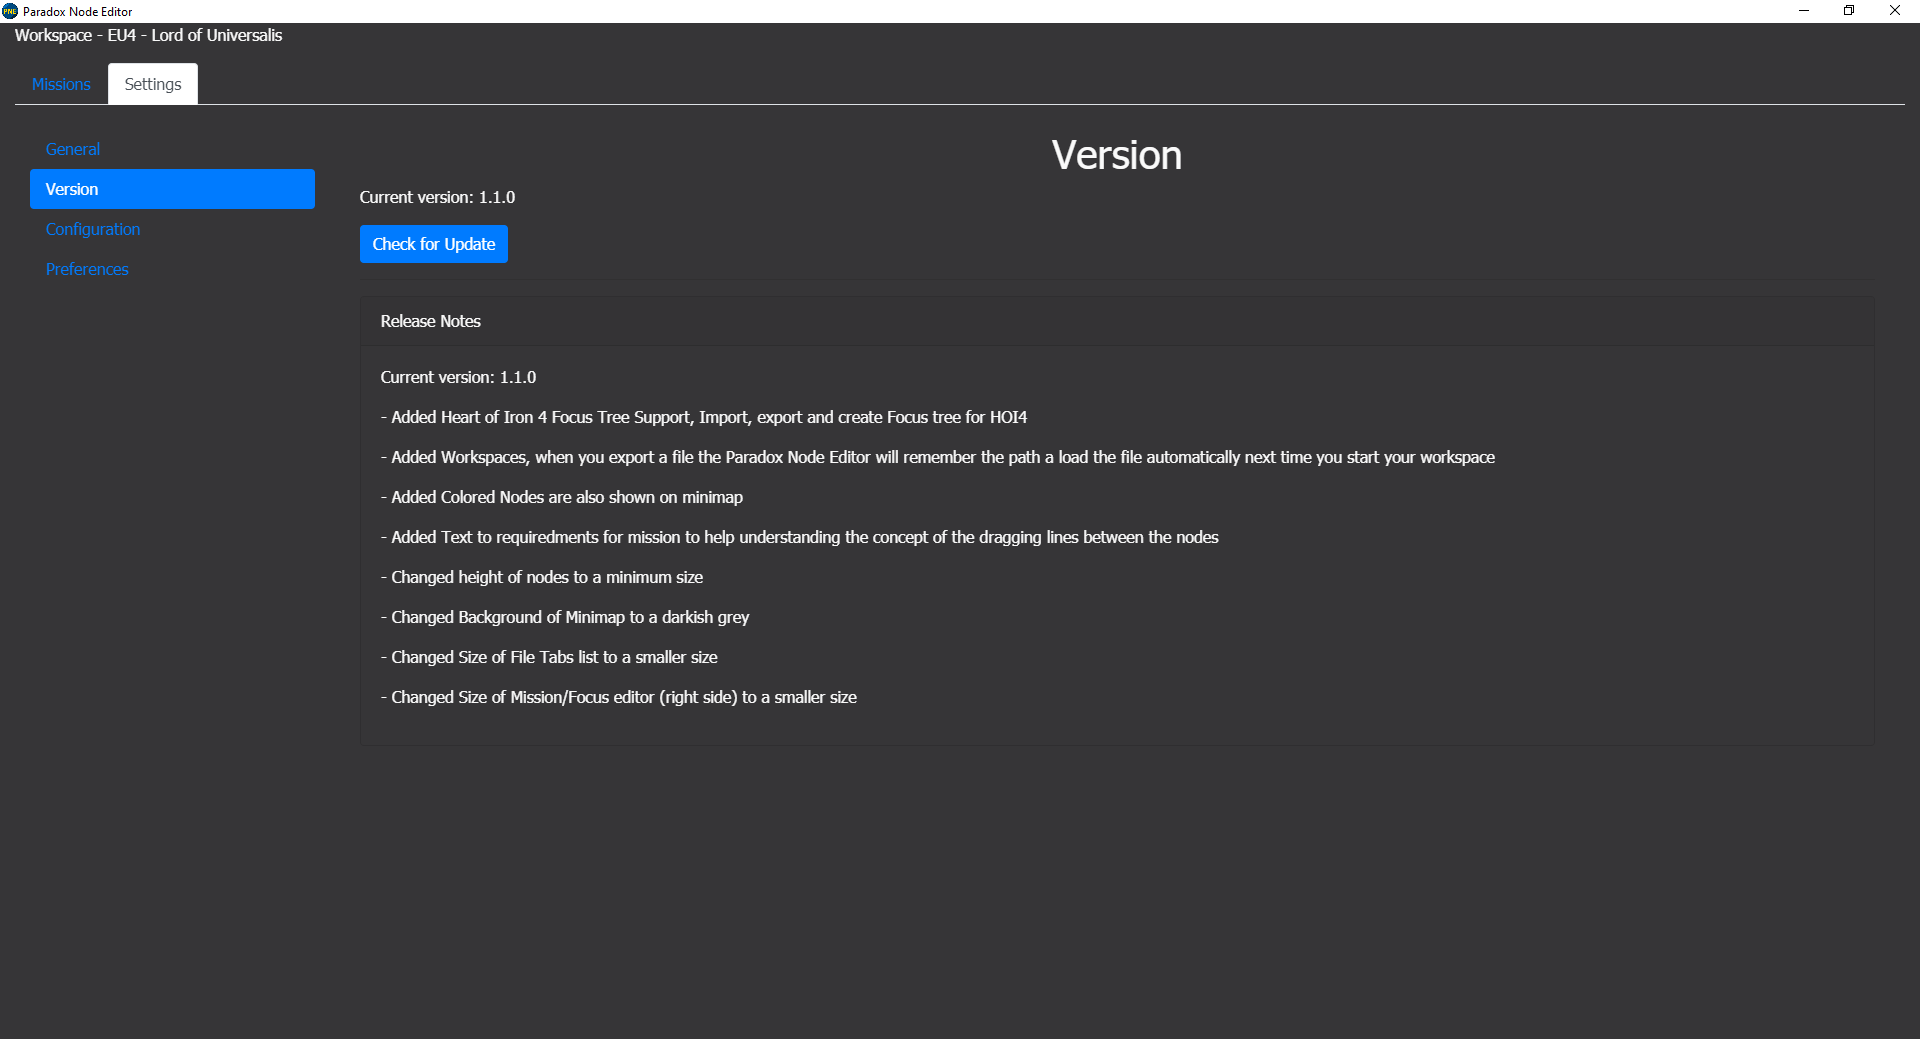 PNE Paradox Node Editor
Workspace - EU4 - Lord of Universalis
Missions Settings
General
Version
Configuration
Preferences
Version
Current version: 1.1.0
Check for Update
Release Notes
Current version: 1.1.0
- Added Heart of Iron 4 Focus Tree Support, Import, export and create Focus tree for HOI4
- Added Workspaces, when you export a file the Paradox Node Editor will remember the path a load the file automatically next time you start your workspace
- Added Colored Nodes are also shown on minimap
- Added Text to requiredments for mission to help understanding the concept of the dragging lines between the nodes
- Changed height of nodes to a minimum size
- Changed Background of Minimap to a darkish grey
- Changed Size of File Tabs list to a smaller size
- Changed Size of Mission/Focus editor (right side) to a smaller size